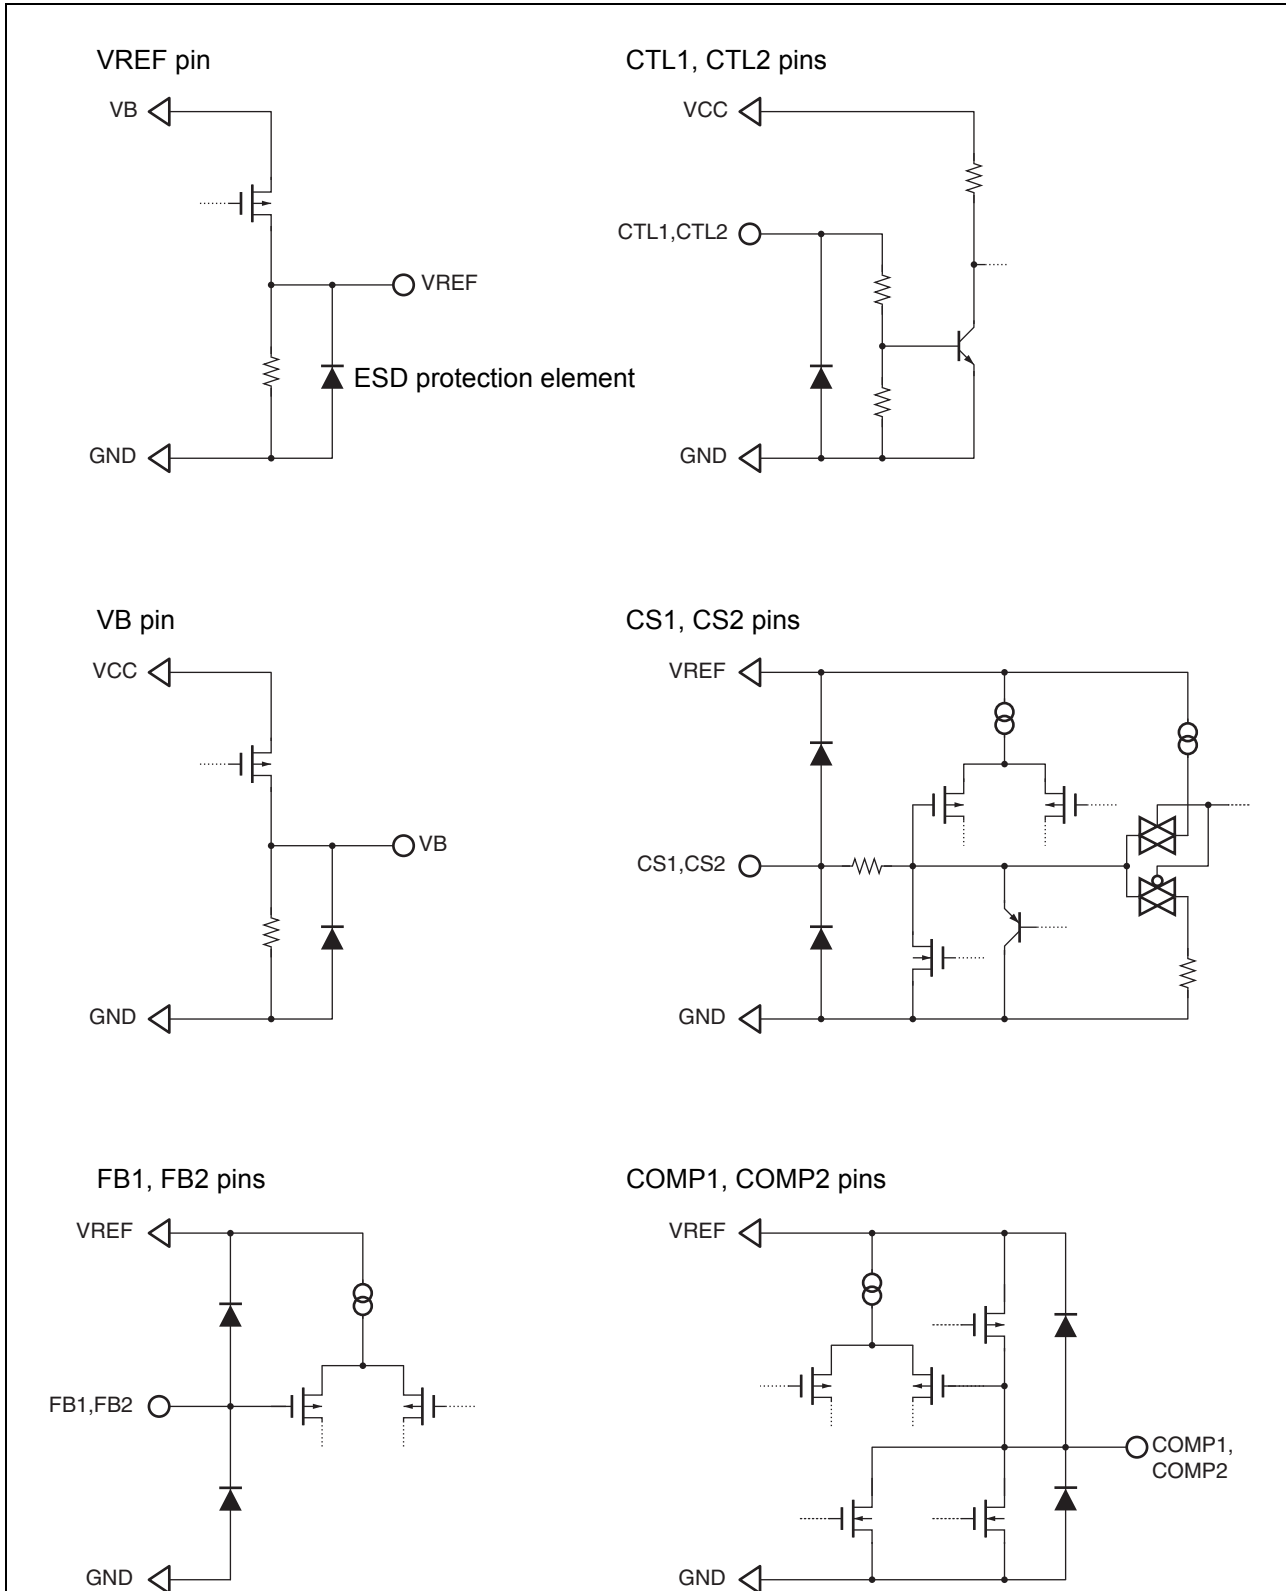 VREF pin
VB
VREF
ESD protection element
GND
CTL1, CTL2 pins
VCC
CTL1,CTL2
GND
VB pin
VCC
VB
GND
CS1, CS2 pins
VREF
CS1,CS2
GND
FB1, FB2 pins
VREF
FB1,FB2
GND
COMP1, COMP2 pins
VREF
COMP1,
COMP2
GND